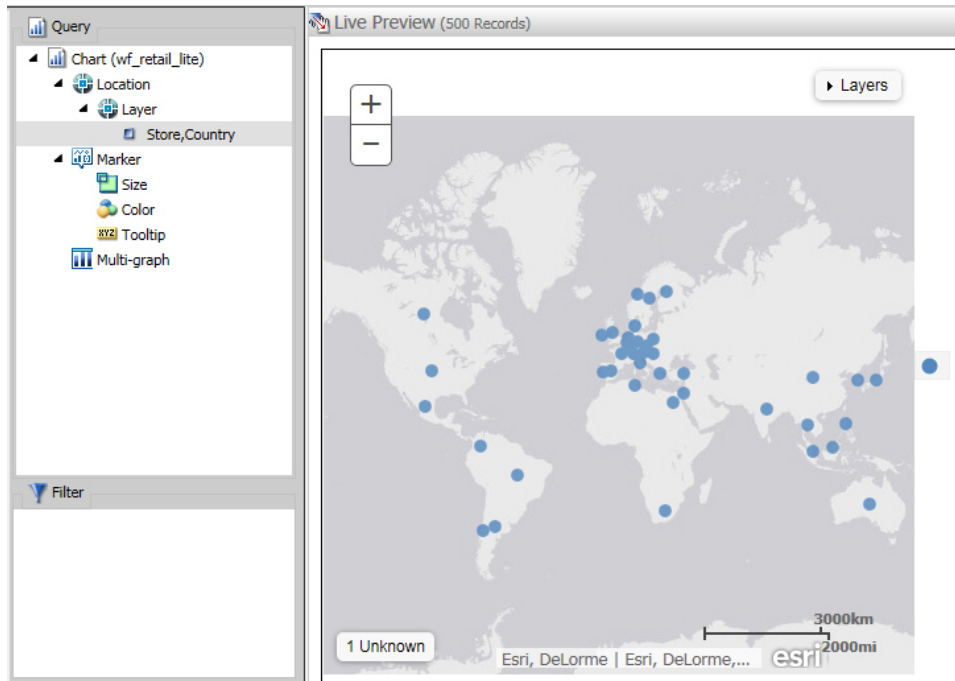 Query
Chart (wf_retail_lite)
Location
Layer
Store,Country
Marker
Size
Color
XYZ Tooltip
Multi-graph
Filter
Live Preview (500 Records)
+
−
Layers
1 Unknown
3000km
2000mi
Esri, DeLorme | Esri, DeLorme,...
esri